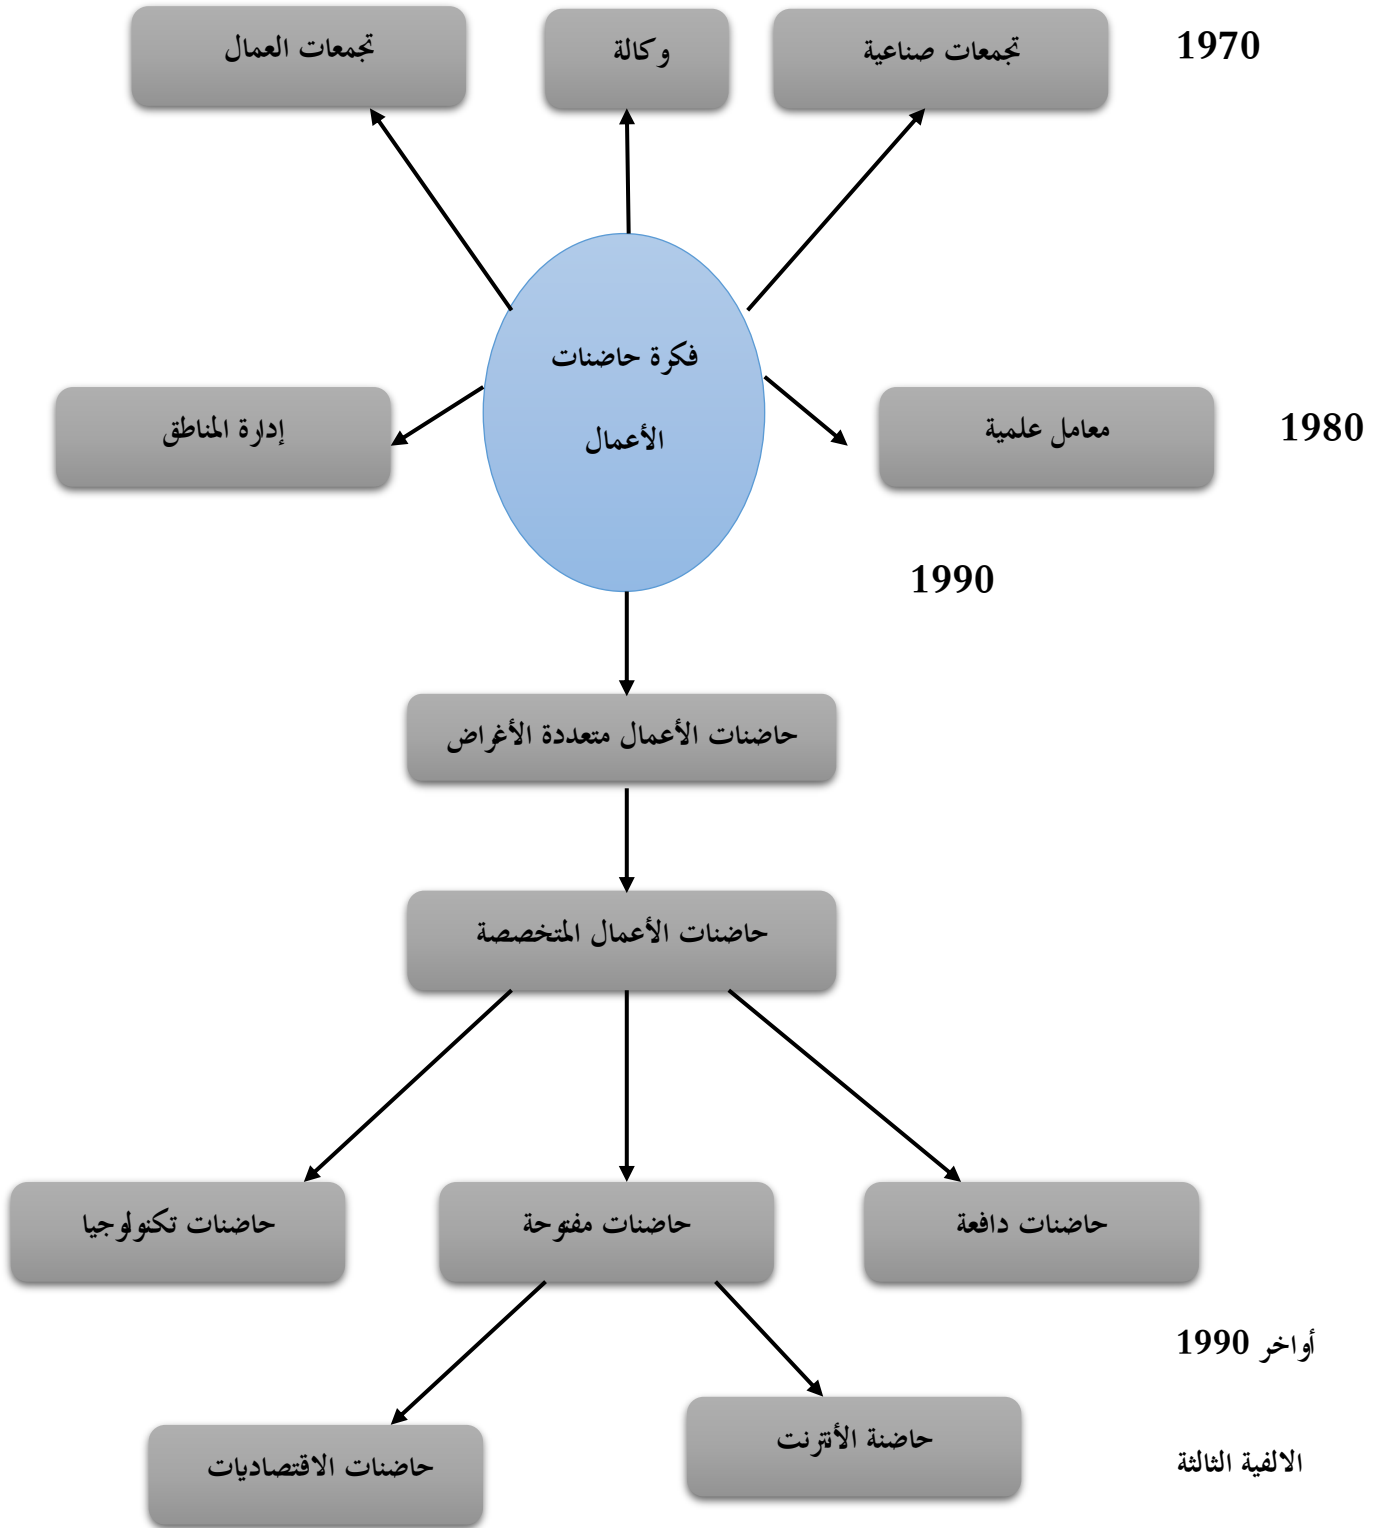 1970
تجمعات صناعية
وكالة
تجمعات العمال
فكرة حاضنات
الأعمال
1980
معامل علمية
إدارة المناطق
1990
حاضنات الأعمال متعددة الأغراض
حاضنات الأعمال المتخصصة
حاضنات دافعة
حاضنات مفتوحة
حاضنات تكنولوجيا
أواخر 1990
حاضنة الأنترنت
الالفية الثالثة
حاضنات الاقتصاديات